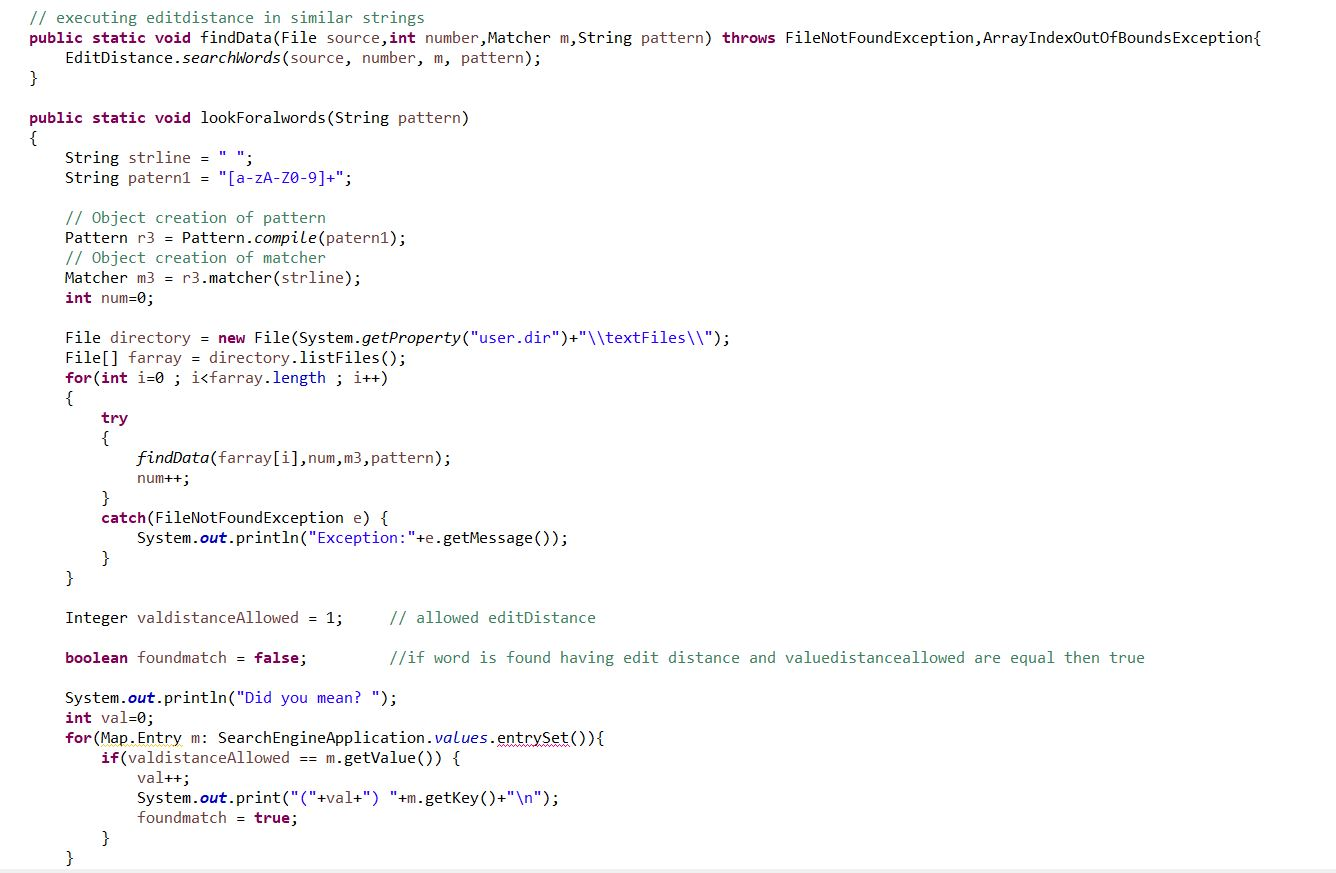 // executing editdistance in similar strings
public static void findData(File source,int number,Matcher m,String pattern) throws FileNotFoundException,ArrayIndexOutOfBoundsException{
    EditDistance.searchWords(source, number, m, pattern);
}

public static void lookForalwords(String pattern)
{
    String strline = " ";
    String patern1 = "[a-zA-Z0-9]+";

    // Object creation of pattern
    Pattern r3 = Pattern.compile(patern1);
    // Object creation of matcher
    Matcher m3 = r3.matcher(strline);
    int num=0;

    File directory = new File(System.getProperty("user.dir")+"\\textFiles\\");
    File[] farray = directory.listFiles();
    for(int i=0 ; i<farray.length ; i++)
    {
        try
        {
            findData(farray[i],num,m3,pattern);
            num++;
        }
        catch(FileNotFoundException e) {
            System.out.println("Exception:"+e.getMessage());
        }
    }

    Integer valdistanceAllowed = 1;     // allowed editDistance

    boolean foundmatch = false;         //if word is found having edit distance and valuedistanceallowed are equal then true

    System.out.println("Did you mean? ");
    int val=0;
    for(Map.Entry m: SearchEngineApplication.values.entrySet()){
        if(valdistanceAllowed == m.getValue()) {
            val++;
            System.out.print("("+val+") "+m.getKey()+"\n");
            foundmatch = true;
        }
    }